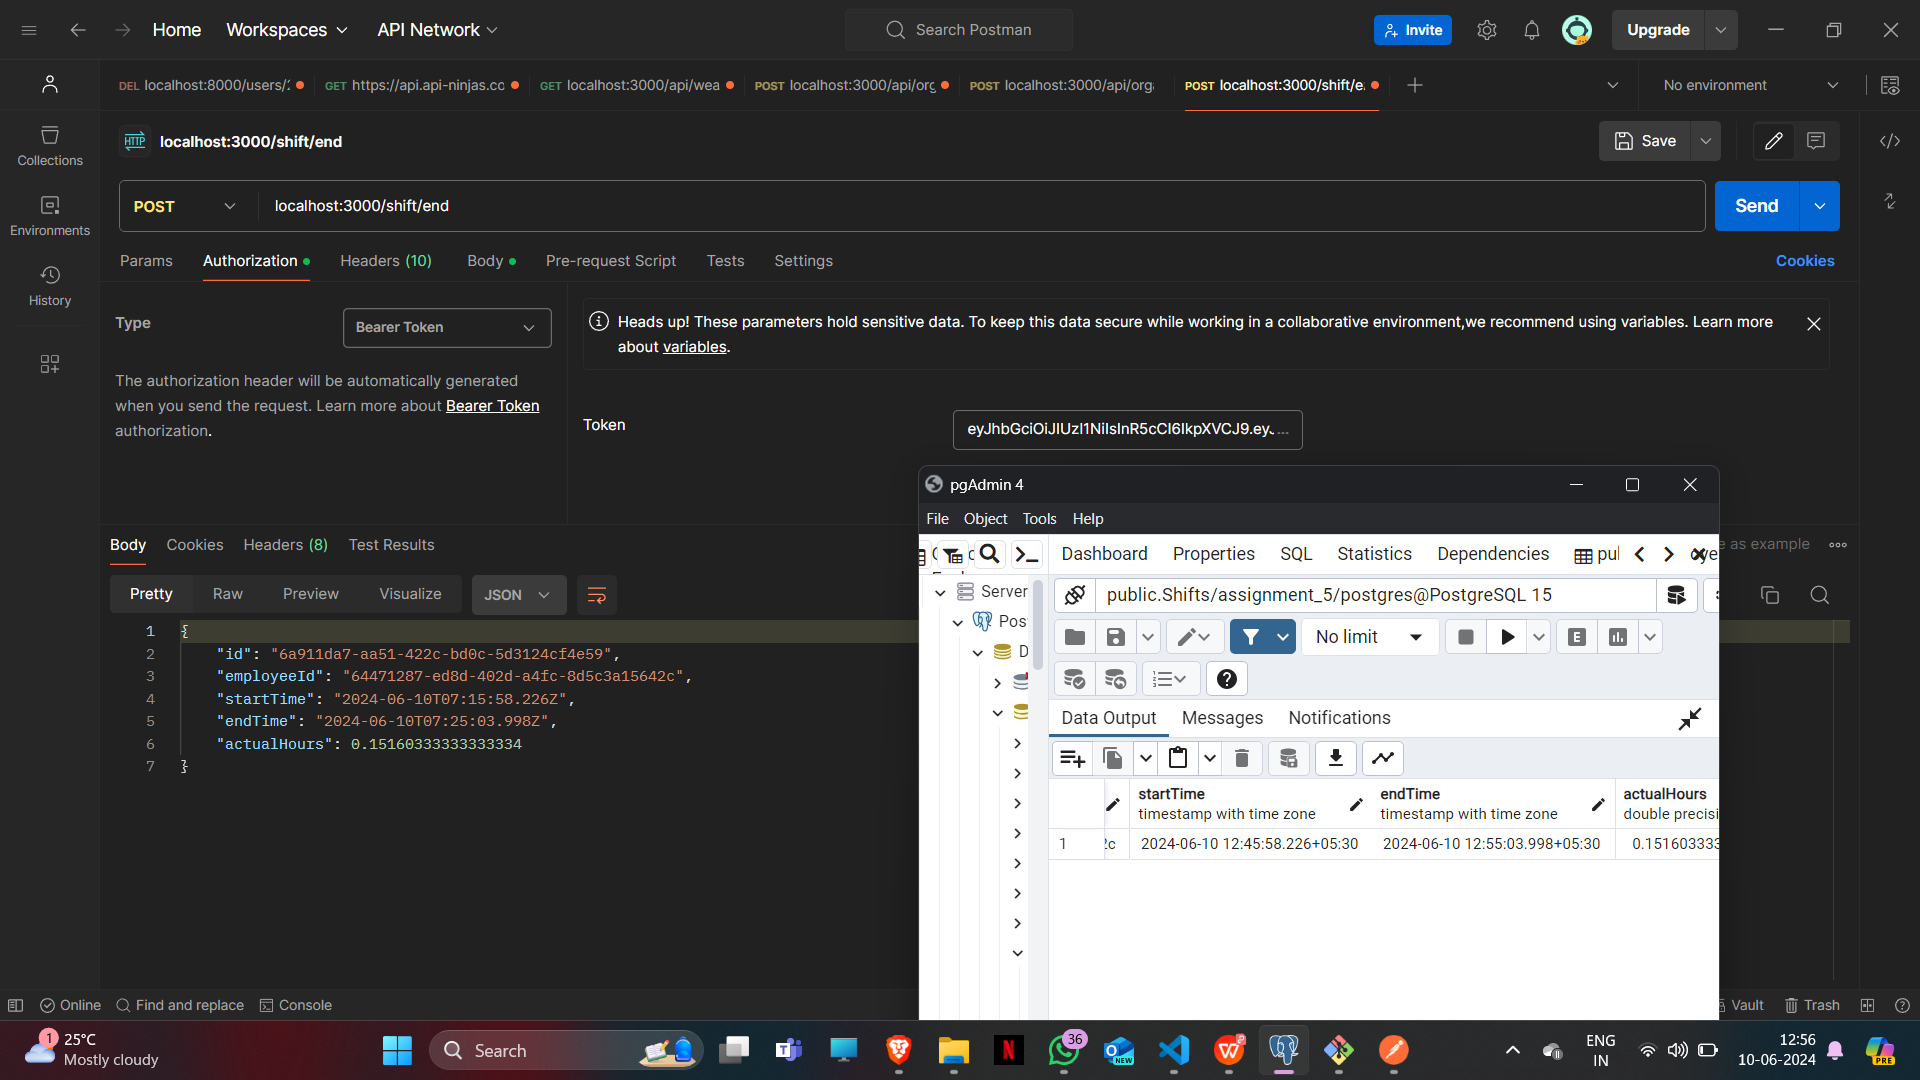 Home Workspaces API Network Search Postman Invite Upgrade
DEL localhost:8000/users/ GET https://api.api-ninjas.co GET localhost:3000/api/wea POST localhost:3000/api/org POST localhost:3000/api/org POST localhost:3000/shift/e. No environment
HTTP localhost:3000/shift/end Save
Collections
Environments
History
POST localhost:3000/shift/end Send
Params Authorization Headers (10) Body Pre-request Script Tests Settings Cookies
Type Bearer Token
The authorization header will be automatically generated
when you send the request. Learn more about Bearer Token
authorization.
Heads up! These parameters hold sensitive data. To keep this data secure while working in a collaborative environment,we recommend using variables. Learn more
about variables.
Token eyJhbGciOiJIUzI1NiIsInR5cCI6IkpXVCJ9.eyJ...
Body Cookies Headers (8) Test Results
e as example
Pretty Raw Preview Visualize JSON
1 {
2 "id": "6a911da7-aa51-422c-bd0c-5d3124cf4e59",
3 "employeeId": "64471287-ed8d-402d-a4fc-8d5c3a15642c",
4 "startTime": "2024-06-10T07:15:58.226Z",
5 "endTime": "2024-06-10T07:25:03.998Z",
6 "actualHours": 0.15160333333333334
7 }
pgAdmin 4
File Object Tools Help
Dashboard Properties SQL Statistics Dependencies pul oye
Server
Pos
D
public.Shifts/assignment_5/postgres@PostgreSQL 15
No limit
E
Data Output Messages Notifications
startTime
timestamp with time zone
endTime
timestamp with time zone
actualHours
double precisi
1 2c 2024-06-10 12:45:58.226+05:30 2024-06-10 12:55:03.998+05:30 0.151603333
Online Find and replace Console Vault Trash
1 25°C
Mostly cloudy
Search
36
NEW
ENG
IN
12:56
10-06-2024
PRE